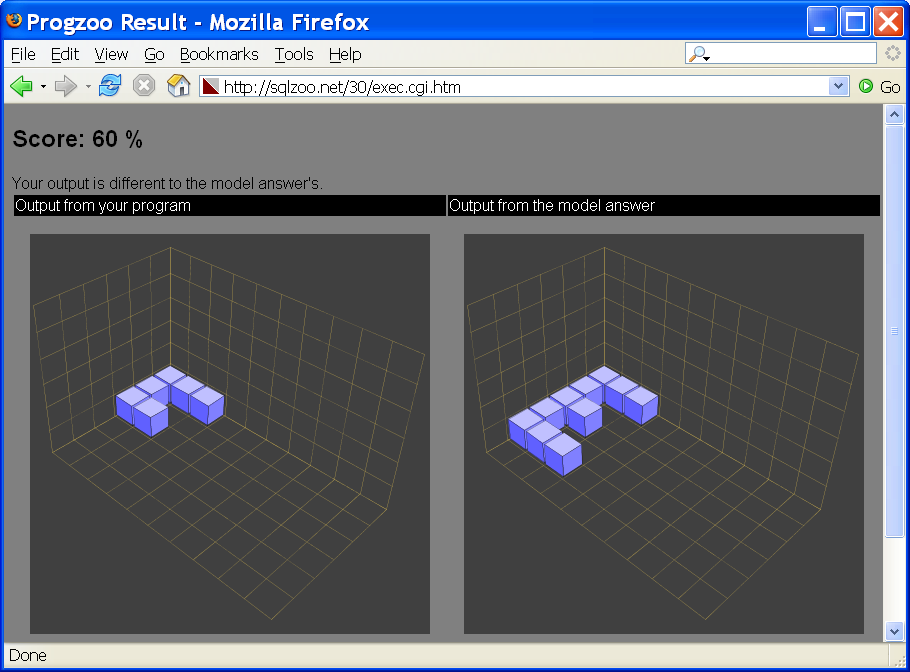 Progzoo Result - Mozilla Firefox
File Edit View Go Bookmarks Tools Help
http://sqlzoo.net/30/exec.cgi.htm Go
Score: 60 %
Your output is different to the model answer's.
Output from your program Output from the model answer
Done